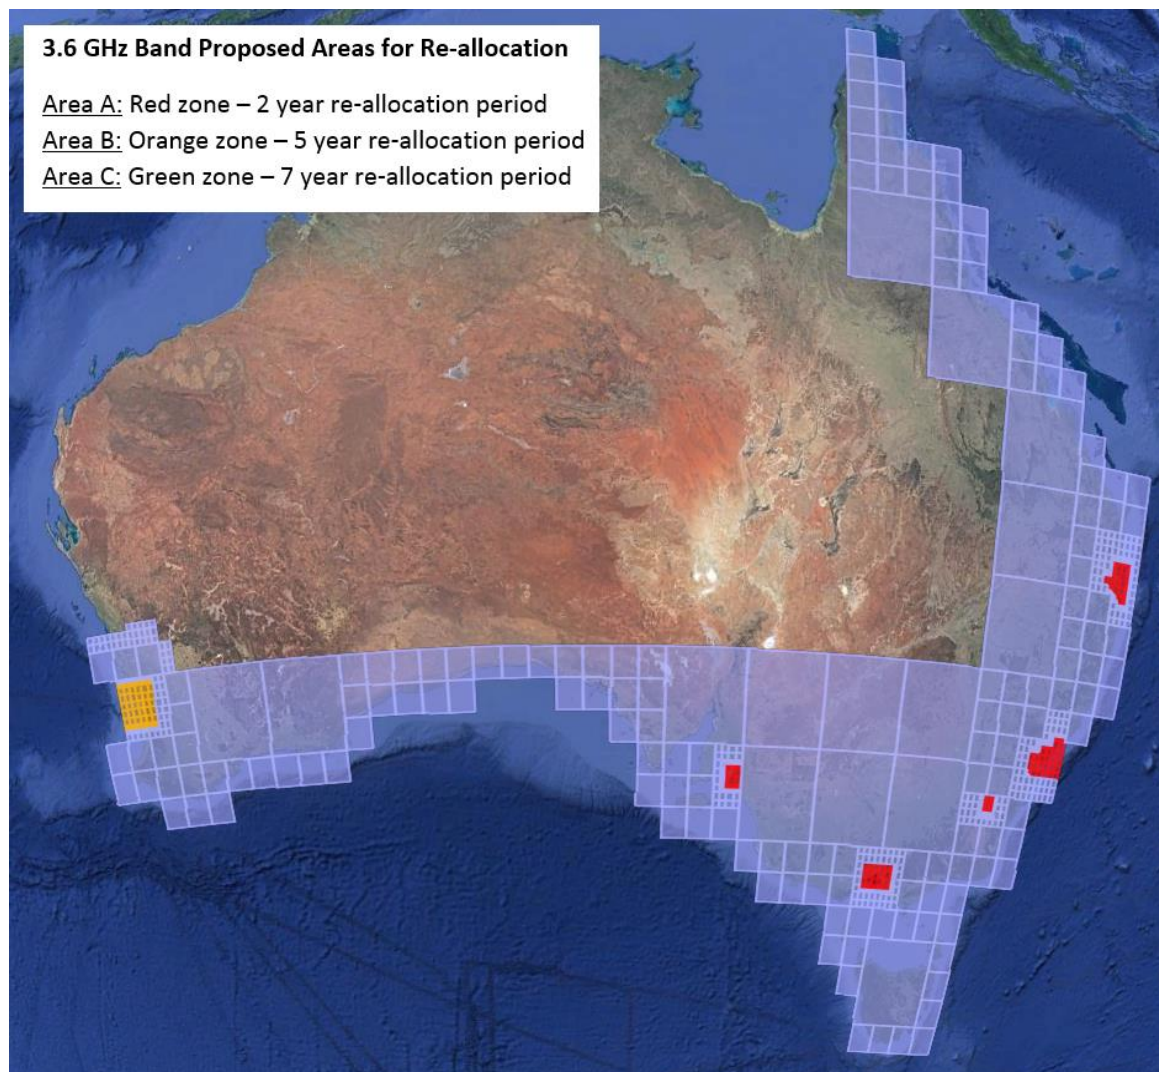 3.6 GHz Band Proposed Areas for Re-allocation
Area A: Red zone – 2 year re-allocation period
Area B: Orange zone – 5 year re-allocation period
Area C: Green zone – 7 year re-allocation period